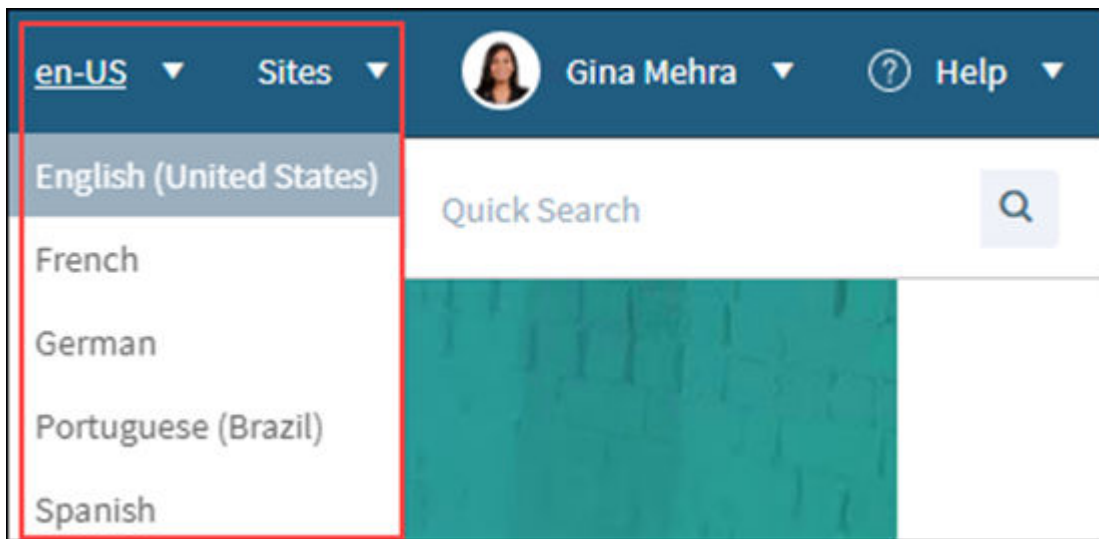 en-US Sites Gina Mehra Help
English (United States)
Quick Search
French
German
Portuguese (Brazil)
Spanish